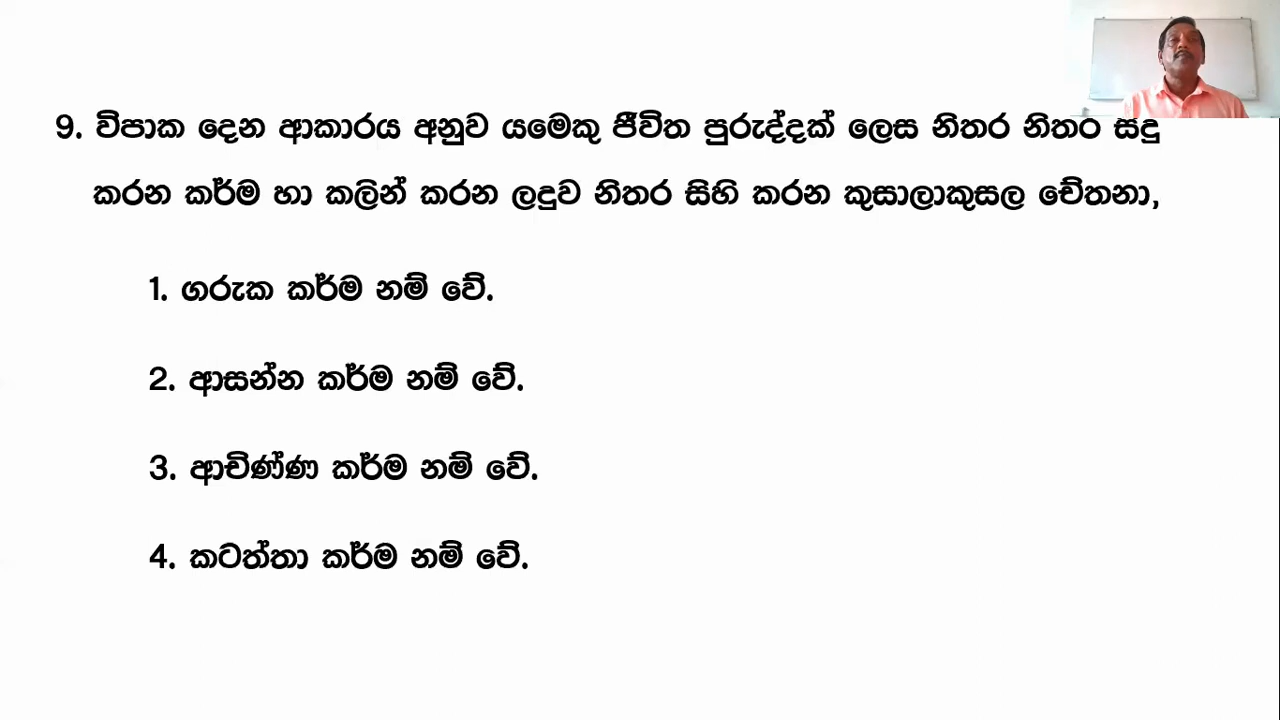 9. විපාක දෙන ආකාරය අනුව යමෙකු ජීවිත පුරුද්දක් ලෙස නිතර නිතර සිදු
කරන කර්ම හා කලින් කරන ලදුව නිතර සිහි කරන කුසාලාකුසල චේතනා,
1. ගරුක කර්ම නම් වේ.
2. ආසන්න කර්ම නම් වේ.
3. ආචිණ්ණ කර්ම නම් වේ.
4. කටත්තා කර්ම නම් වේ.